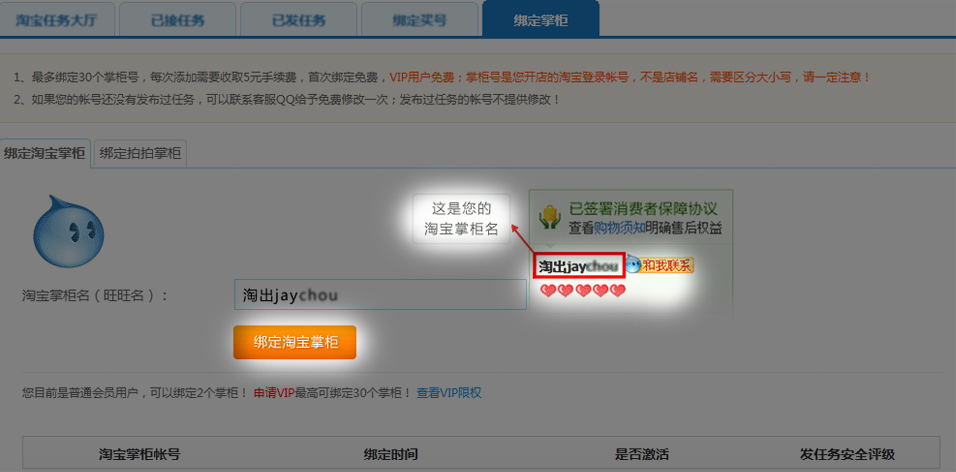 淘宝任务大厅 已接任务 已发任务 绑定买号 绑定掌柜
1、最多绑定30个掌柜号，每次添加需要收取5元手续费，首次绑定免费，VIP用户免费；掌柜号是您开店的淘宝登录帐号，不是店铺名，需要区分大小写，请一定注意！
2、如果您的帐号还没有发布过任务，可以联系客服QQ给予免费修改一次；发布过任务的帐号不提供修改！
绑定淘宝掌柜 绑定拍拍掌柜
这是您的
淘宝掌柜名
已签署消费者保障协议
查看购物须知明确售后权益
淘出jaychou 和我联系
淘宝掌柜名（旺旺名）： 淘出jaychou
绑定淘宝掌柜
您目前是普通会员用户，可以绑定2个掌柜！ 申请VIP最高可绑定30个掌柜！ 查看VIP限权
淘宝掌柜帐号 绑定时间 是否激活 发任务安全评级